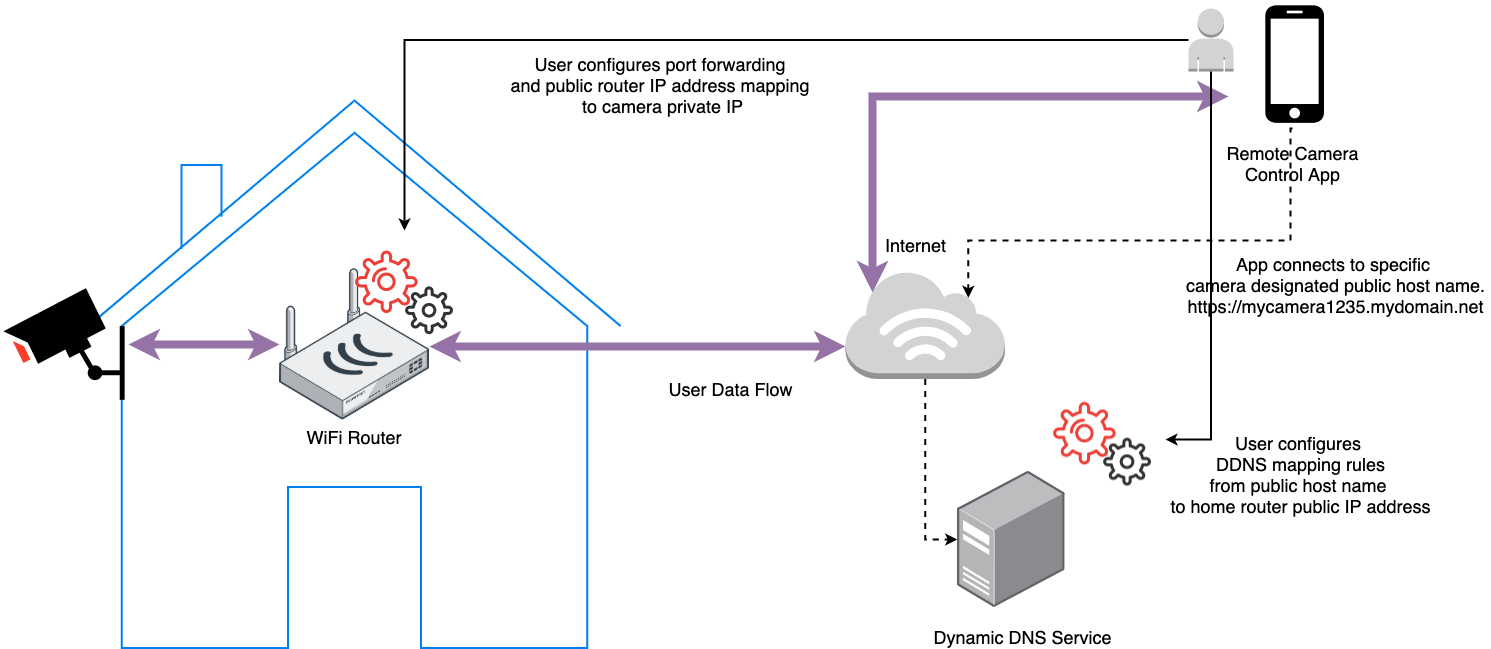 User configures port forwarding
and public router IP address mapping
to camera private IP
Remote Camera
Control App
Internet
App connects to specific
camera designated public host name.
https://mycamera1235.mydomain.net
User Data Flow
WiFi Router
User configures
DDNS mapping rules
from public host name
to home router public IP address
Dynamic DNS Service